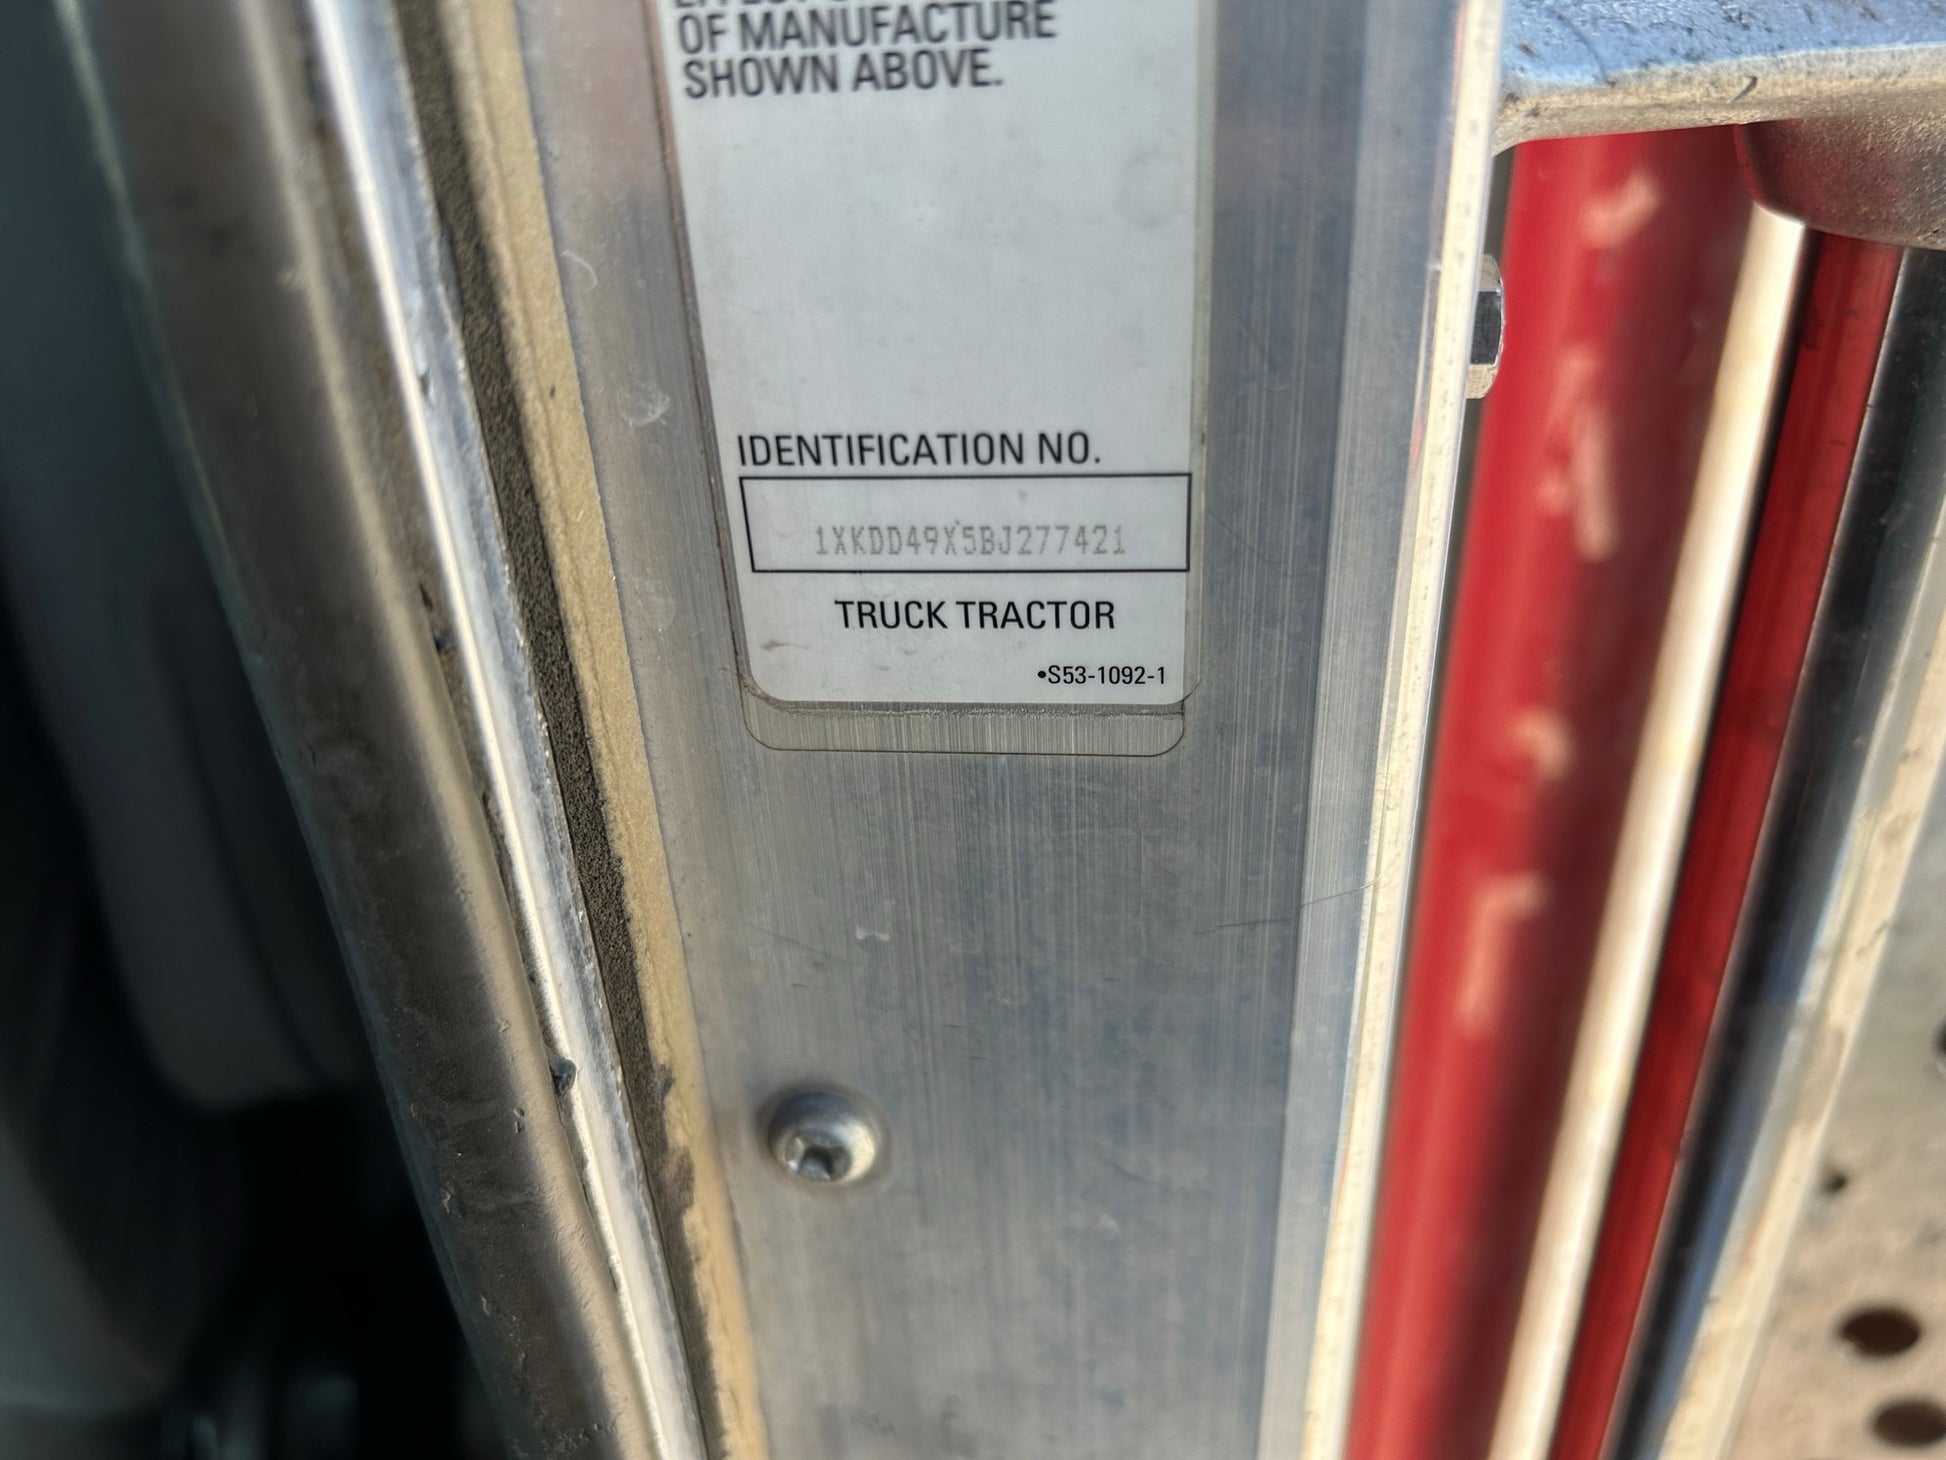 OF MANUFACTURE
SHOWN ABOVE.
IDENTIFICATION NO.
1XKDD49X5BJ277421
TRUCK TRACTOR
•S53-1092-1